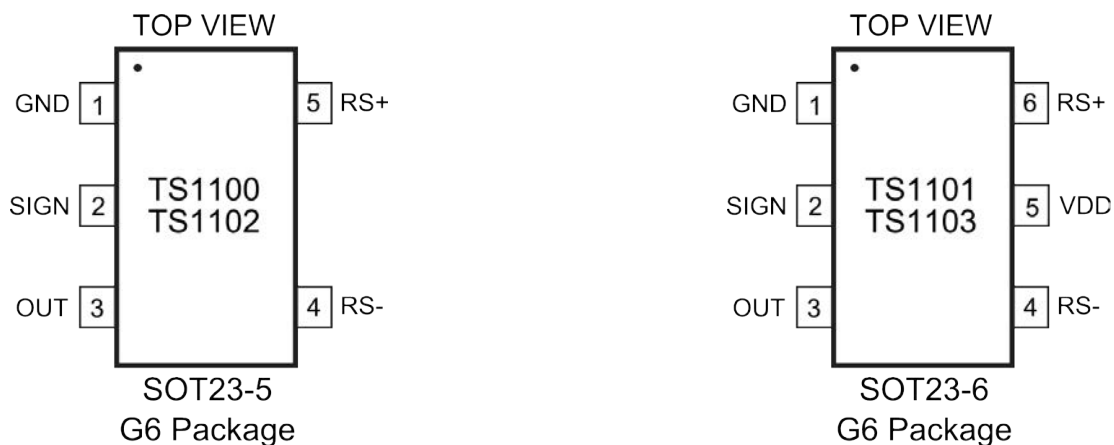 TOP VIEW
GND 1
5 RS+
SIGN 2
TS1100
TS1102
OUT 3
4 RS-
SOT23-5
G6 Package
TOP VIEW
GND 1
6 RS+
SIGN 2
TS1101
TS1103
5 VDD
OUT 3
4 RS-
SOT23-6
G6 Package